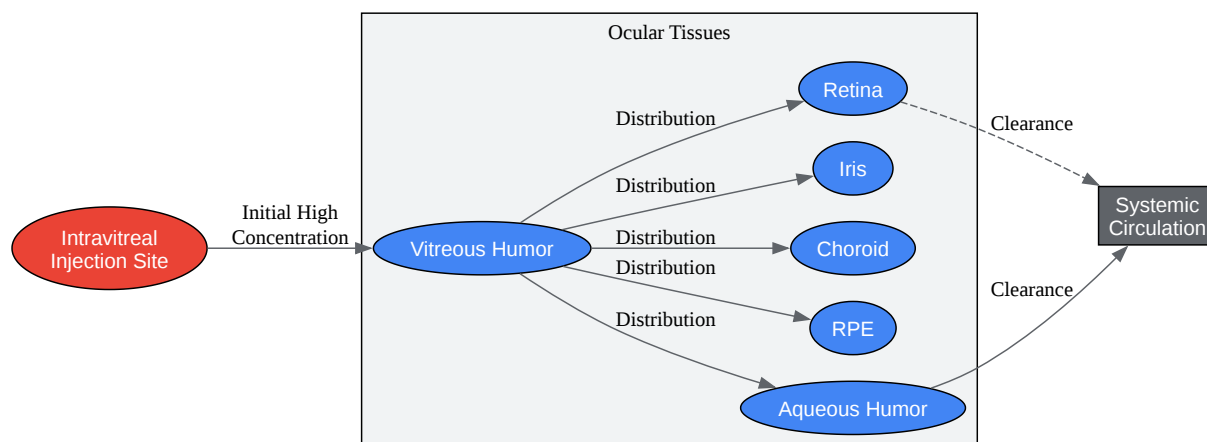 Ocular Tissues
Retina
Distribution
Clearance
Iris
Distribution
Systemic
Circulation
Initial High
Concentration
Intravitreal
Injection Site
Vitreous Humor
Distribution
Choroid
Distribution
Clearance
Distribution
RPE
Aqueous Humor